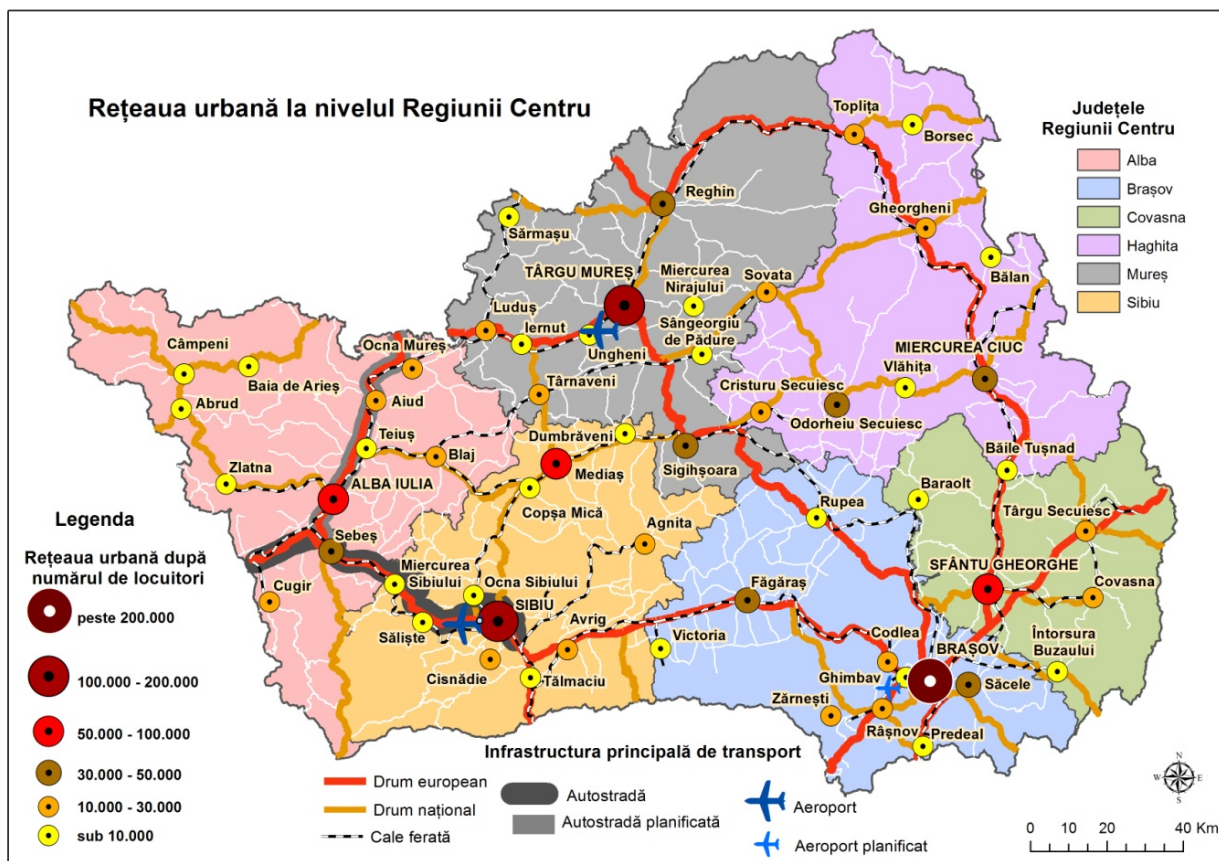 Rețeaua urbană la nivelul Regiunii Centru
Județele
Regiunii Centru
Alba
Brașov
Covasna
Haghita
Mureș
Sibiu
Toplița
Borsec
Reghin
Gheorgheni
Sărmașu
Bălan
TÂRGU MUREȘ
Miercurea
Nirajului
Sovata
Luduș
Iernut
Sângeorgiu
de Pădure
Ungheni
Ocna Mureș
MIERCUREA CIUC
Vlăhița
Câmpeni
Baia de Arieș
Târnaveni
Cristuru Secuiesc
Abrud
Aiud
Odorheiu Secuiesc
Teiuș
Dumbrăveni
Blaj
Mediaș
Sigihșoara
Băile Tușnad
Zlatna
ALBA IULIA
Copșa Mică
Rupea
Baraolt
Târgu Secuiesc
Agnita
Sebeș
Miercurea
Sibiului
Ocna Sibiului
SFÂNTU GHEORGHE
Covasna
Cugir
SIBIU
Făgăraș
Săliște
Avrig
Victoria
Codlea
BRAȘOV
Întorsura
Buzaului
Cisnădie
Tălmaciu
Ghimbav
Săcele
Zărnești
Râșnov
Predeal
Legenda
Rețeaua urbană după
numărul de locuitori
peste 200.000
100.000 - 200.000
50.000 - 100.000
30.000 - 50.000
10.000 - 30.000
sub 10.000
Infrastructura principală de transport
Drum european
Drum național
Cale ferată
Autostradă
Autostradă planificată
Aeroport
Aeroport planificat
N
W
E
S
0 10 20 40 Km